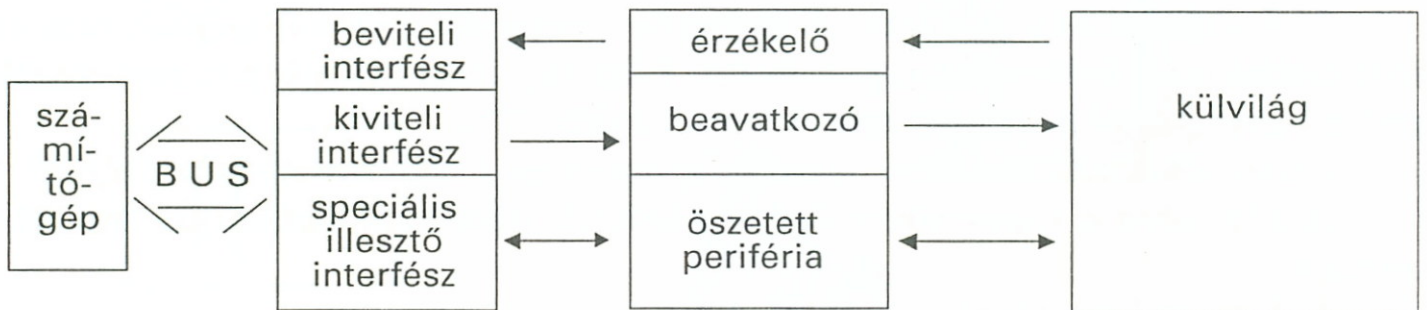 szá-
mí-
tó-
gép
B U S
beviteli
interfész
kiviteli
interfész
speciális
illesztő
interfész
érzékelő
beavatkozó
öszetett
periféria
külvilág